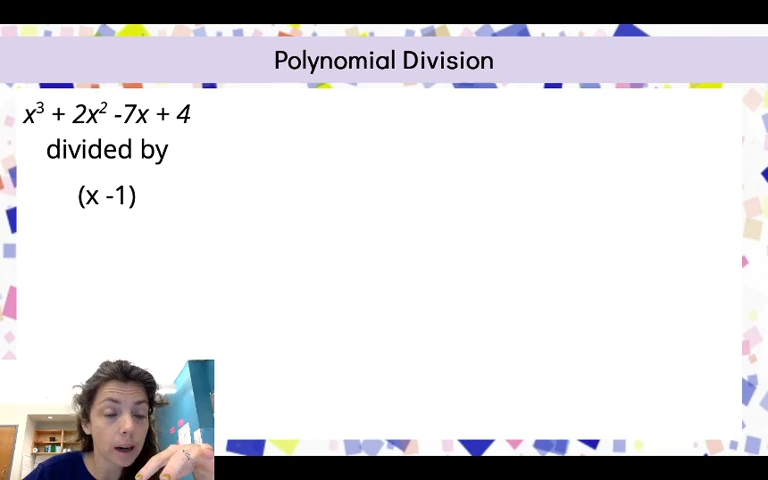 Polynomial Division
x³ + 2x² -7x + 4
divided by
(x -1)